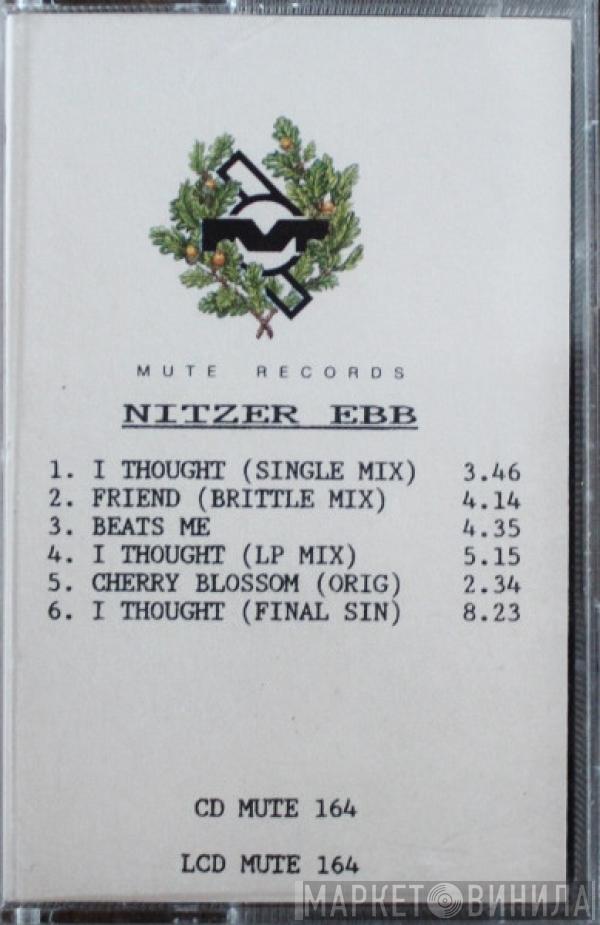 MUTE RECORDS
NITZER EBB
1. I THOUGHT (SINGLE MIX) 3.46
2. FRIEND (BRITTLE MIX) 4.14
3. BEATS ME 4.35
4. I THOUGHT (LP MIX) 5.15
5. CHERRY BLOSSOM (ORIG) 2.34
6. I THOUGHT (FINAL SIN) 8.23
CD MUTE 164
LCD MUTE 164
МАРКЕТ ВИНИЛА